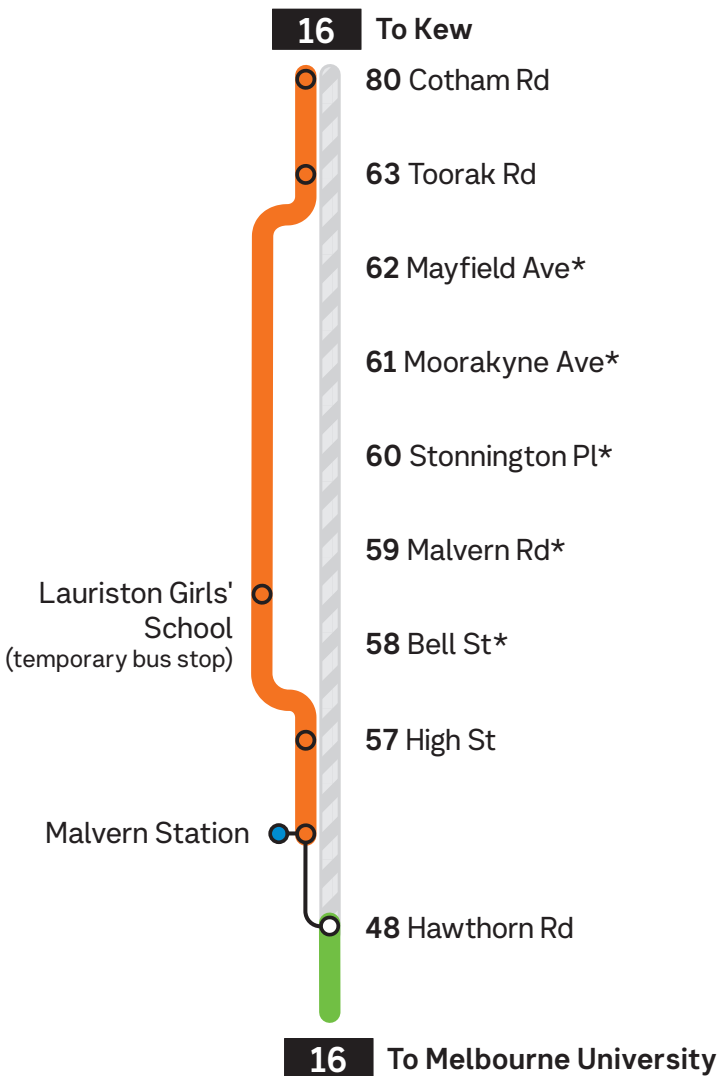 16 To Kew
80 Cotham Rd
63 Toorak Rd
62 Mayfield Ave*
61 Moorakyne Ave*
60 Stonnington Pl*
59 Malvern Rd*
Lauriston Girls'
School
(temporary bus stop)
58 Bell St*
57 High St
Malvern Station
48 Hawthorn Rd
16 To Melbourne University